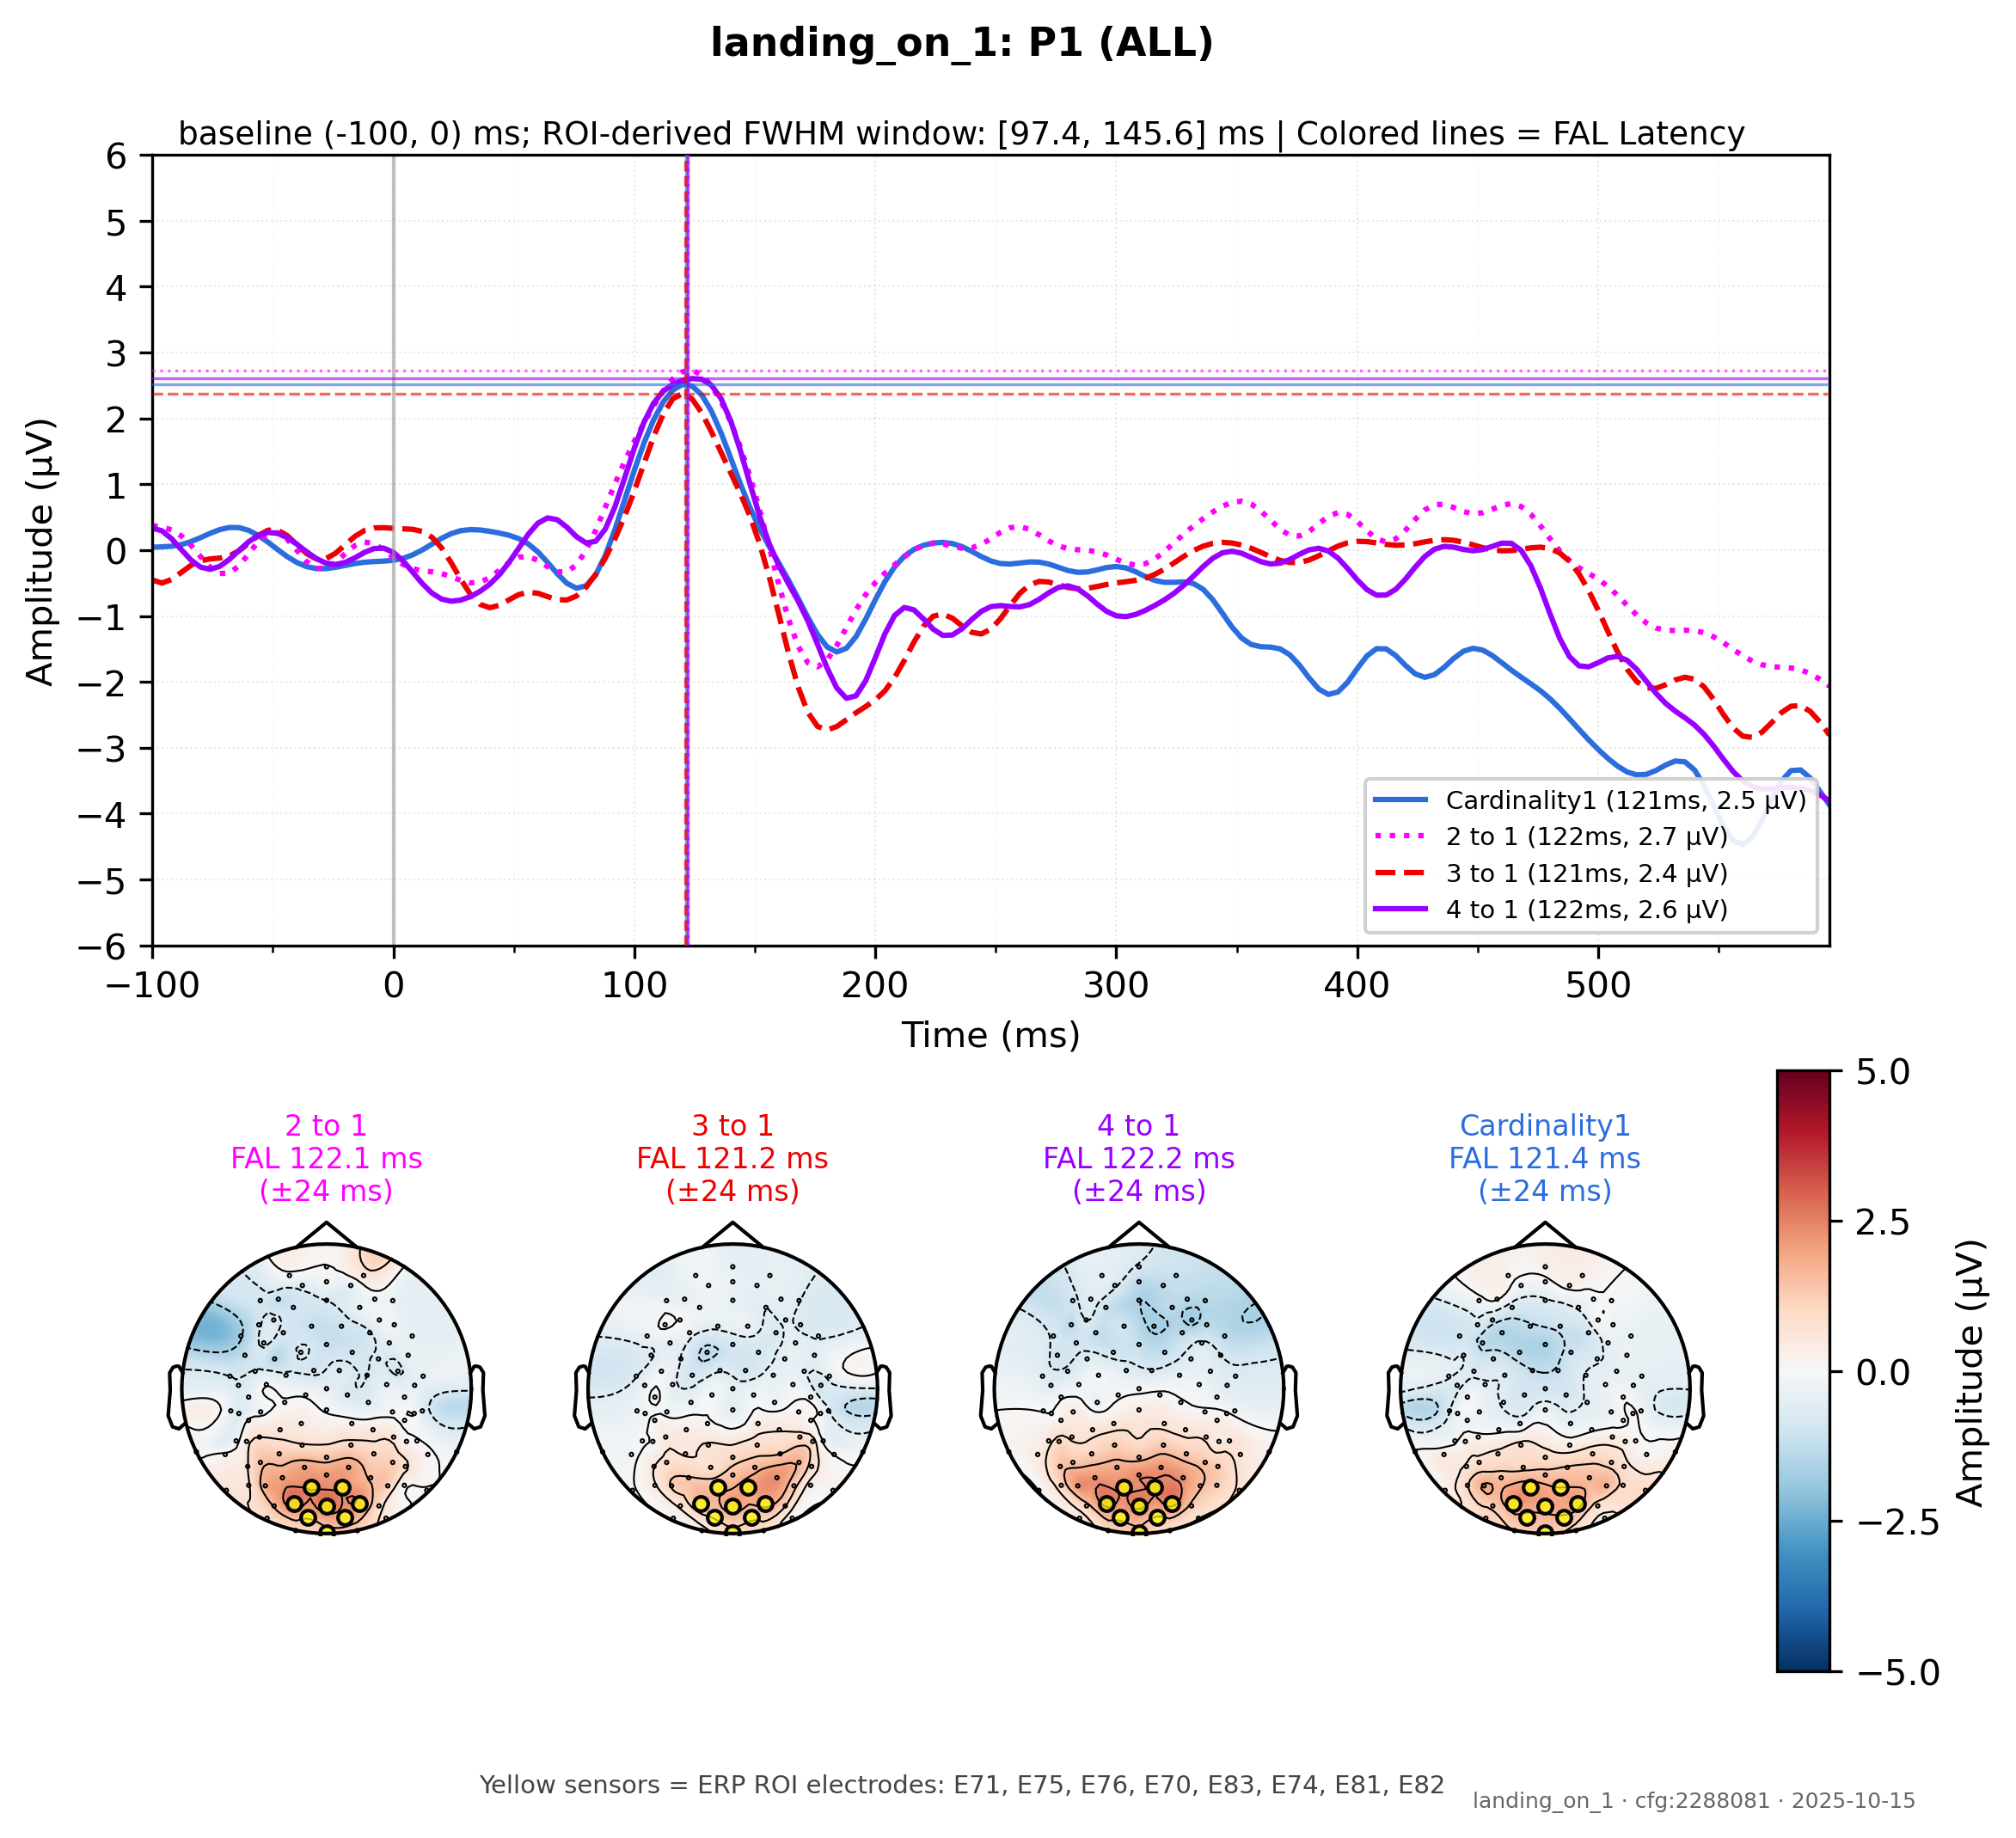 landing_on_1: P1 (ALL)
baseline (-100, 0) ms; ROI-derived FWHM window: [97.4, 145.6] ms | Colored lines = FAL Latency
6
5
4
3
2
1
0
−1
−2
−3
−4
−5
−6
Amplitude (μV)
Cardinality1 (121ms, 2.5 μV)
2 to 1 (122ms, 2.7 μV)
3 to 1 (121ms, 2.4 μV)
4 to 1 (122ms, 2.6 μV)
−100 0 100 200 300 400 500
Time (ms)
2 to 1
FAL 122.1 ms
(±24 ms)
3 to 1
FAL 121.2 ms
(±24 ms)
4 to 1
FAL 122.2 ms
(±24 ms)
Cardinality1
FAL 121.4 ms
(±24 ms)
5.0
2.5
0.0
−2.5
−5.0
Amplitude (μV)
Yellow sensors = ERP ROI electrodes: E71, E75, E76, E70, E83, E74, E81, E82
landing_on_1 · cfg:2288081 · 2025-10-15